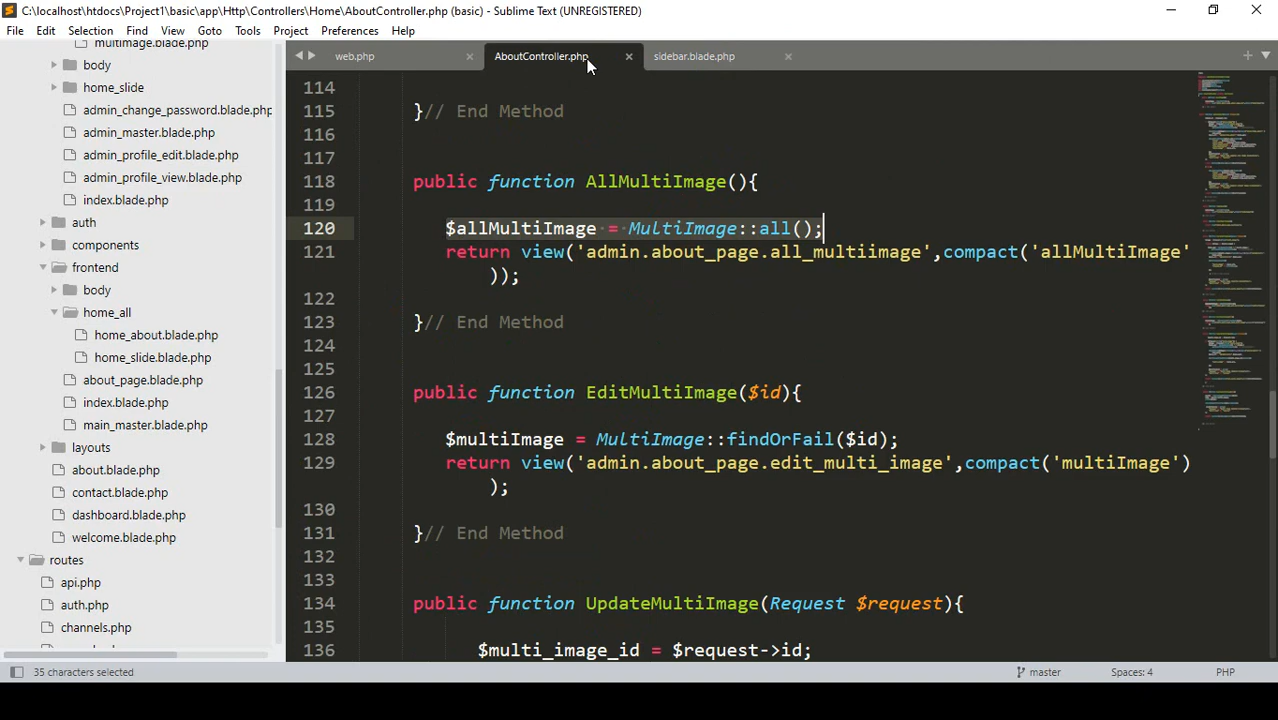 C:\localhost\htdocs\Project1\basic\app\Http\Controllers\Home\AboutController.php (basic) - Sublime Text (UNREGISTERED)
File Edit Selection Find View Goto Tools Project Preferences Help
web.php AboutController.php sidebar.blade.php
multimage.blade.php
body
home_slide
admin_change_password.blade.php
admin_master.blade.php
admin_profile_edit.blade.php
admin_profile_view.blade.php
index.blade.php
auth
components
frontend
body
home_all
home_about.blade.php
home_slide.blade.php
about_page.blade.php
index.blade.php
main_master.blade.php
layouts
about.blade.php
contact.blade.php
dashboard.blade.php
welcome.blade.php
routes
api.php
auth.php
channels.php
114
115 }// End Method
116
117
118 public function AllMultiImage(){
119
120 $allMultiImage = MultiImage::all();
121 return view('admin.about_page.all_multiimage',compact('allMultiImage'
));
122
123 }// End Method
124
125
126 public function EditMultiImage($id){
127
128 $multiImage = MultiImage::findOrFail($id);
129 return view('admin.about_page.edit_multi_image',compact('multiImage')
);
130
131 }// End Method
132
133
134 public function UpdateMultiImage(Request $request){
135
136 $multi_image_id = $request->id;
35 characters selected master Spaces: 4 PHP